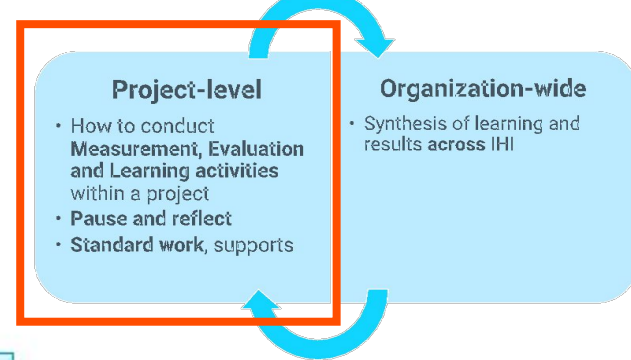 Project-level
• How to conduct
Measurement, Evaluation
and Learning activities
within a project
• Pause and reflect
• Standard work, supports
Organization-wide
• Synthesis of learning and
results across IHI